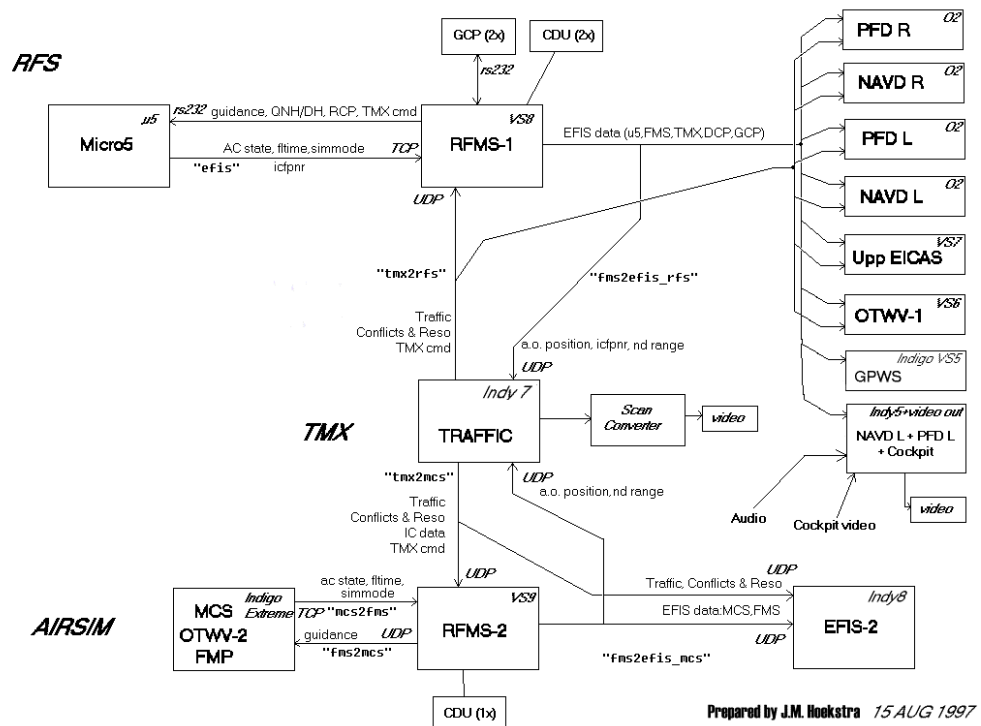 GCP (2x)
CDU (2x)
rs232
RFS
µ5
Micro5
rs232 guidance, QNH/DH, RCP, TMX cmd
AC state, fltime,simmode
TCP
"efis"
icfpnr
VS8
RFMS-1
UDP
EFIS data (u5,FMS,TMX,DCP,GCP)
O2
PFD R
O2
NAVD R
O2
PFD L
O2
NAVD L
VS7
Upp EICAS
VS6
OTWV-1
Indigo VS5
GPWS
Indy5+video out
NAVD L + PFD L
+ Cockpit
Audio
Cockpit video
video
"tmx2rfs"
"fms2efis_rfs"
Traffic
Conflicts & Reso
TMX cmd
a.o. position, icfpnr, nd range
UDP
TMX
Indy 7
TRAFFIC
Scan
Converter
video
"tmx2mcs"
UDP
a.o. position,nd range
Traffic
Conflicts & Reso
IC data
TMX cmd
UDP
AIRSIM
Indigo
Extreme
MCS
OTWV-2
FMP
ac state, fltime,
simmode
TCP "mcs2fms"
guidance
UDP
"fms2mcs"
VS9
RFMS-2
CDU (1x)
UDP
Traffic, Conflicts & Reso
EFIS data:MCS,FMS
UDP
"fms2efis_mcs"
Indy8
EFIS-2
Prepared by J.M. Hoekstra 15 AUG 1997